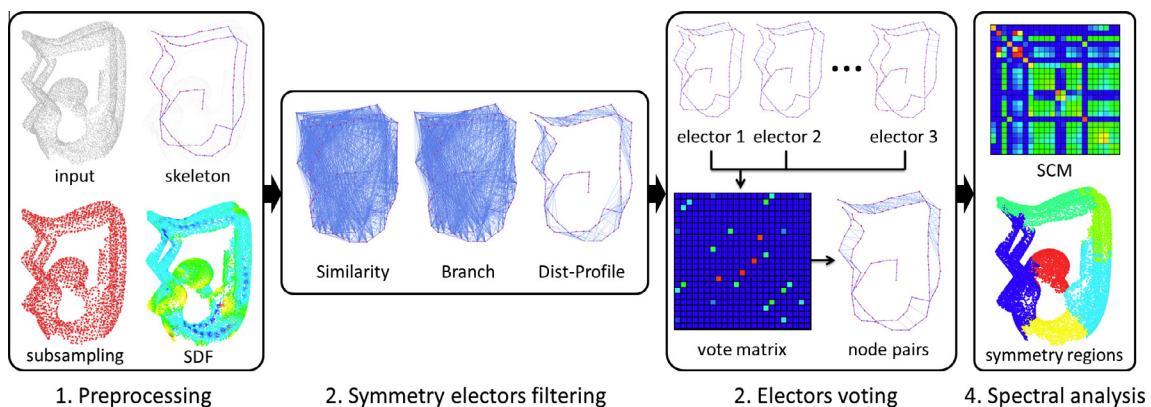 input
skeleton
subsampling
SDF
1. Preprocessing
Similarity
Branch
Dist-Profile
2. Symmetry electors filtering
elector 1
elector 2
elector 3
vote matrix
node pairs
2. Electors voting
SCM
symmetry regions
4. Spectral analysis